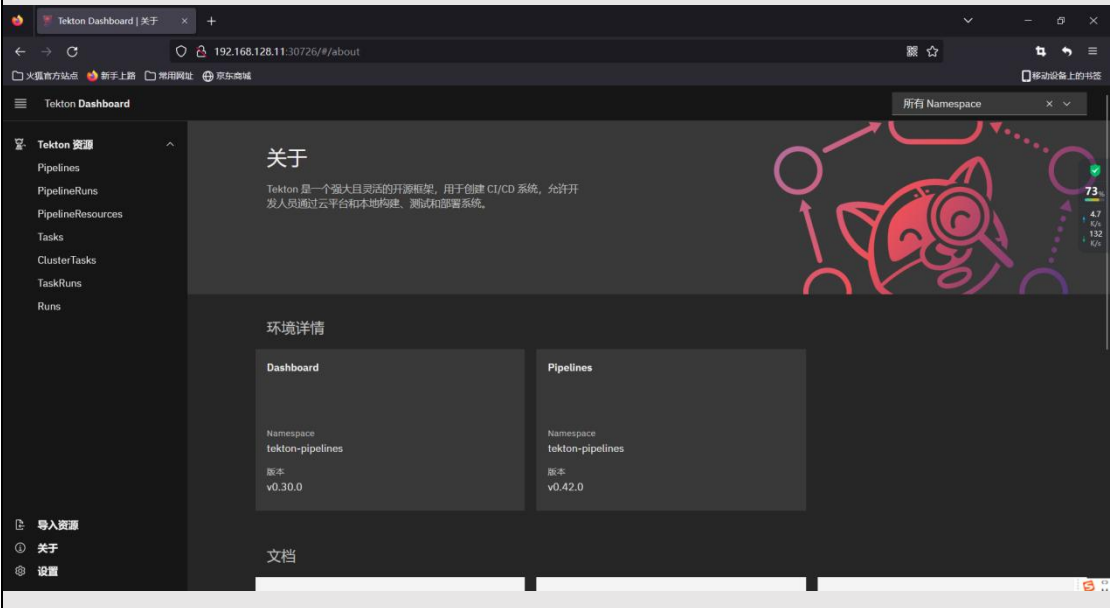 Tekton Dashboard | 关于
192.168.128.11:30726/#/about
火狐官方站点 新手上路 常用网址 京东商城 移动设备上的书签
Tekton Dashboard
所有 Namespace
Tekton 资源
Pipelines
PipelineRuns
PipelineResources
Tasks
ClusterTasks
TaskRuns
Runs
导入资源
关于
设置
关于
Tekton 是一个强大且灵活的开源框架，用于创建 CI/CD 系统，允许开
发人员通过云平台和本地构建、测试和部署系统。
环境详情
Dashboard
Namespace
tekton-pipelines
版本
v0.30.0
Pipelines
Namespace
tekton-pipelines
版本
v0.42.0
文档
73%
4.7
K/s
132
K/s